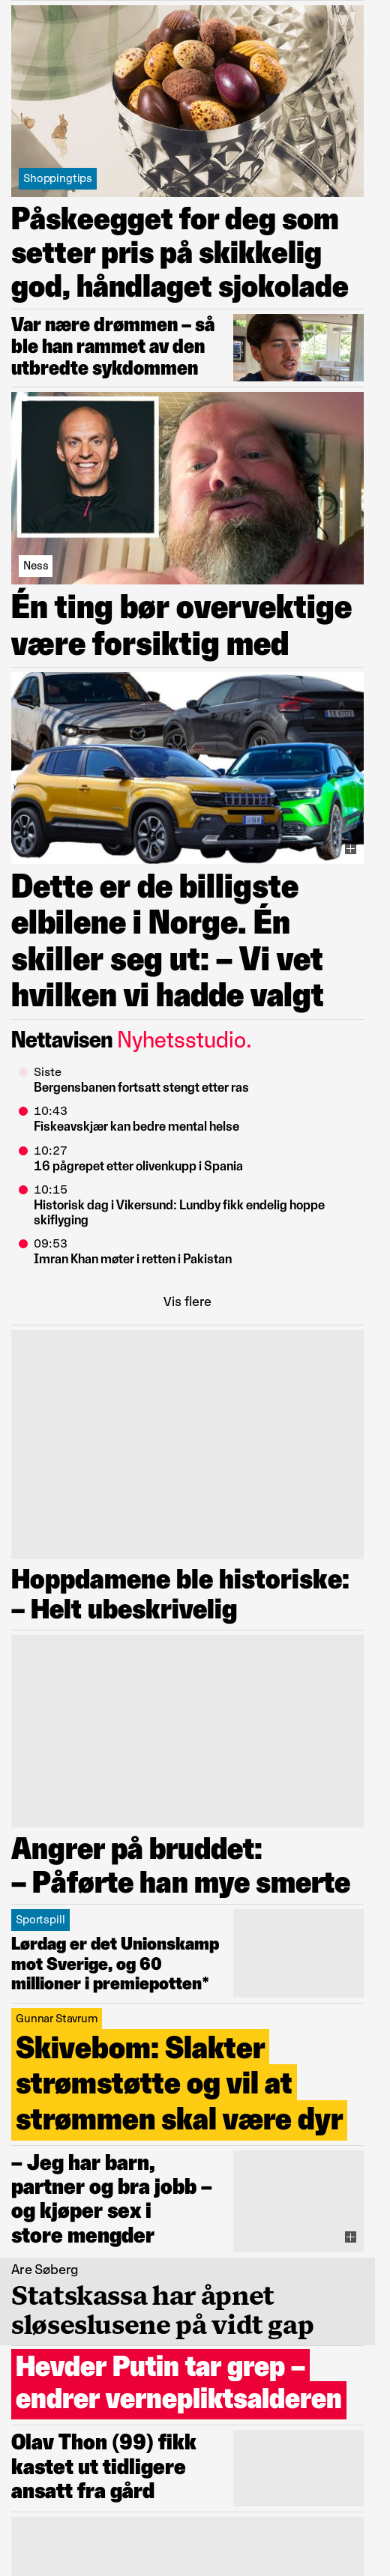 Shoppingtips
Påskeegget for deg som
setter pris på skikkelig
god, håndlaget sjokolade
Var nære drømmen – så
ble han rammet av den
utbredte sykdommen
Ness
Én ting bør overvektige
være forsiktig med
Dette er de billigste
elbilene i Norge. Én
skiller seg ut: – Vi vet
hvilken vi hadde valgt
Nettavisen Nyhetsstudio.
Siste
Bergensbanen fortsatt stengt etter ras
10:43
Fiskeavskjær kan bedre mental helse
10:27
16 pågrepet etter olivenkupp i Spania
10:15
Historisk dag i Vikersund: Lundby fikk endelig hoppe
skiflyging
09:53
Imran Khan møter i retten i Pakistan
Vis flere
Hoppdamene ble historiske:
– Helt ubeskrivelig
Angrer på bruddet:
– Påførte han mye smerte
Sportspill
Lørdag er det Unionskamp
mot Sverige, og 60
millioner i premiepotten*
Gunnar Stavrum
Skivebom: Slakter
strømstøtte og vil at
strømmen skal være dyr
– Jeg har barn,
partner og bra jobb –
og kjøper sex i
store mengder
Are Søberg
Statskassa har åpnet
sløseslusene på vidt gap
Hevder Putin tar grep –
endrer vernepliktsalderen
Olav Thon (99) fikk
kastet ut tidligere
ansatt fra gård